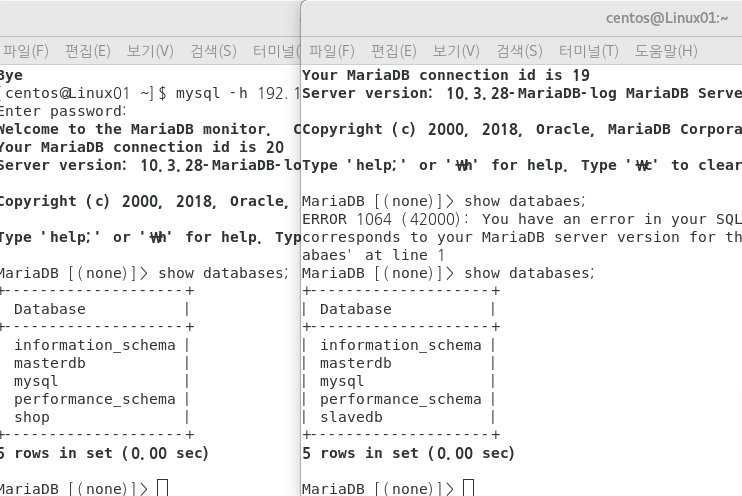 파일(F) 편집(E) 보기(V) 검색(S) 터미널(
Bye
[centos@Linux01 ~]$ mysql -h 192.1
Enter password:
Welcome to the MariaDB monitor. C
Your MariaDB connection id is 20
Server version: 10.3.28-MariaDB-lo
Copyright (c) 2000, 2018, Oracle,
Type 'help;' or '₩h' for help. Typ
MariaDB [(none)]> show databases;
+--------------------+
Database |
+--------------------+
information_schema |
masterdb |
mysql |
performance_schema |
shop |
+--------------------+
5 rows in set (0.00 sec)
MariaDB [(none)]>
centos@Linux01:~
파일(F) 편집(E) 보기(V) 검색(S) 터미널(T) 도움말(H)
Your MariaDB connection id is 19
Server version: 10.3.28-MariaDB-log MariaDB Serve
Copyright (c) 2000, 2018, Oracle, MariaDB Corpora
Type 'help;' or '₩h' for help. Type '₩c' to clear
MariaDB [(none)]> show databaes;
ERROR 1064 (42000): You have an error in your SQL
corresponds to your MariaDB server version for th
abaes' at line 1
MariaDB [(none)]> show databases;
+--------------------+
| Database |
+--------------------+
| information_schema |
| masterdb |
| mysql |
| performance_schema |
| slavedb |
+--------------------+
5 rows in set (0.00 sec)
MariaDB [(none)]>